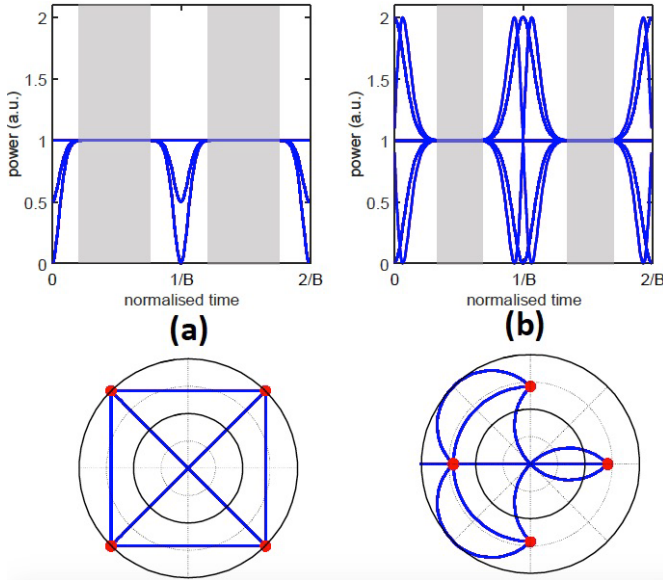 2
2
1.5
1.5
power (a.u.)
1
power (a.u.)
1
0.5
0.5
0
0
0
1/B
2/B
0
1/B
2/B
normalised time
normalised time
(a)
(b)